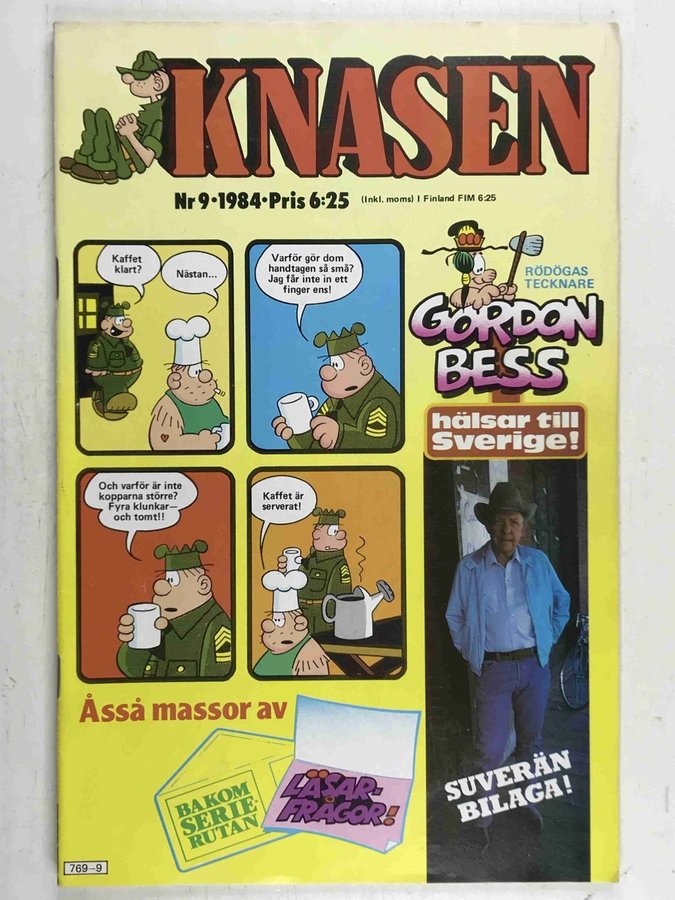 KNASEN
Nr 9•1984•Pris 6:25 (Inkl. moms) I Finland FIM 6:25
Kaffet
klart?
Nästan...
Varför gör dom
handtagen så små?
Jag får inte in ett
finger ens!
Och varför är inte
kopparna större?
Fyra klunkar—
och tomt!!
Kaffet är
serverat!
RÖDÖGAS
TECKNARE
GORDON
BESS
hälsar till
Sverige!
SUVERÄN
BILAGA!
Åsså massor av
BAKOM
SERIE-
RUTAN
LÄSAR-
FRÅGOR!
769—9